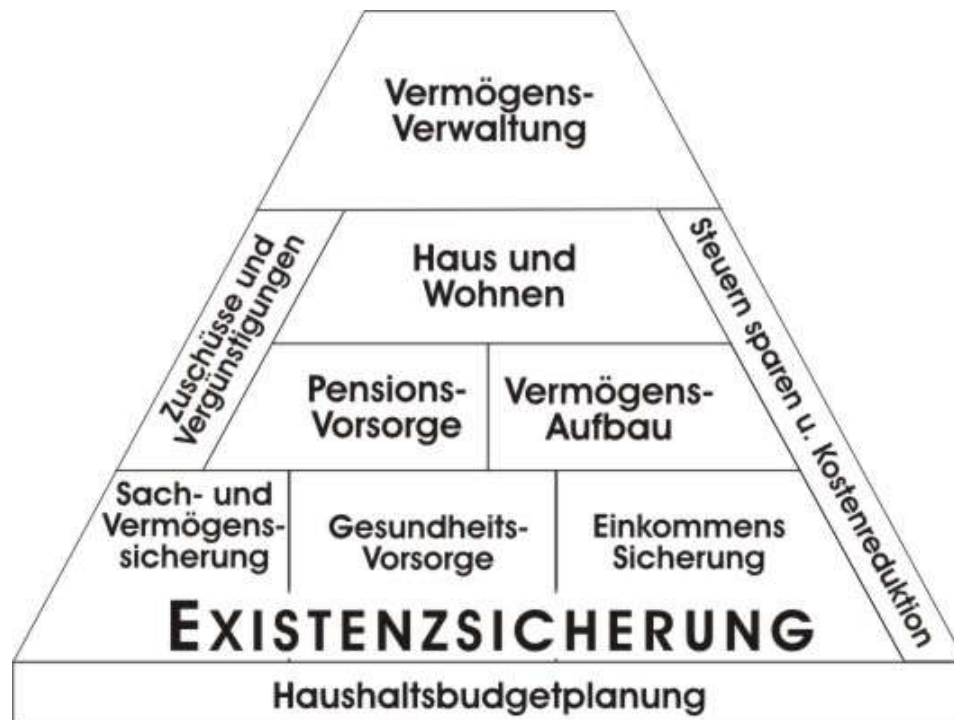 Vermögens-
Verwaltung
Zuschüsse und
Vergünstigungen
Haus und
Wohnen
Steuern sparen u. Kostenreduktion
Pensions-
Vorsorge
Vermögens-
Aufbau
Sach- und
Vermögens-
sicherung
Gesundheits-
Vorsorge
Einkommens
Sicherung
EXISTENZSICHERUNG
Haushaltsbudgetplanung